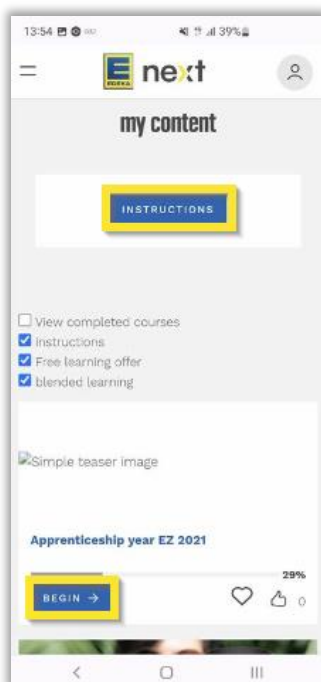 13:54
39%
EDEKA next
my content
INSTRUCTIONS
View completed courses
instructions
Free learning offer
blended learning
Simple teaser image
Apprenticeship year EZ 2021
29%
BEGIN →
0